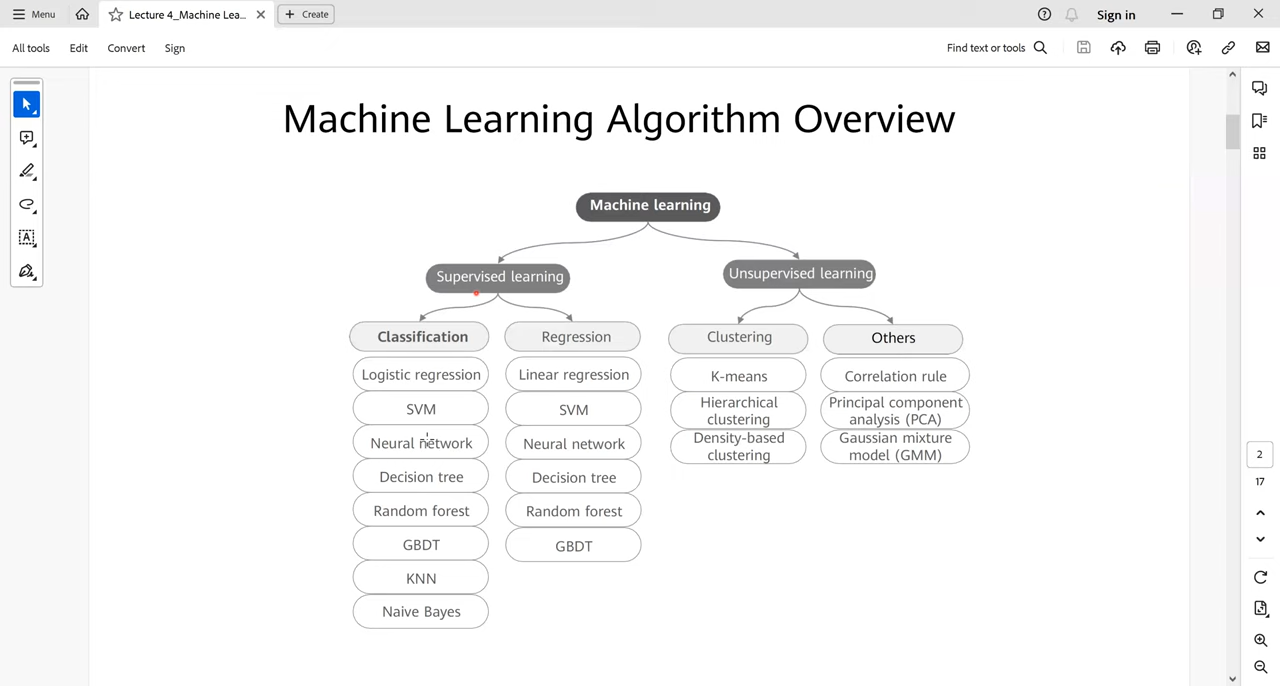 Menu
Lecture 4_Machine Lea...
Create
Sign in
All tools
Edit
Convert
Sign
Find text or tools
Machine Learning Algorithm Overview
Machine learning
Supervised learning
Unsupervised learning
Classification
Logistic regression
SVM
Neural network
Decision tree
Random forest
GBDT
KNN
Naive Bayes
Regression
Linear regression
SVM
Neural network
Decision tree
Random forest
GBDT
Clustering
K-means
Hierarchical
clustering
Density-based
clustering
Others
Correlation rule
Principal component
analysis (PCA)
Gaussian mixture
model (GMM)
2
17